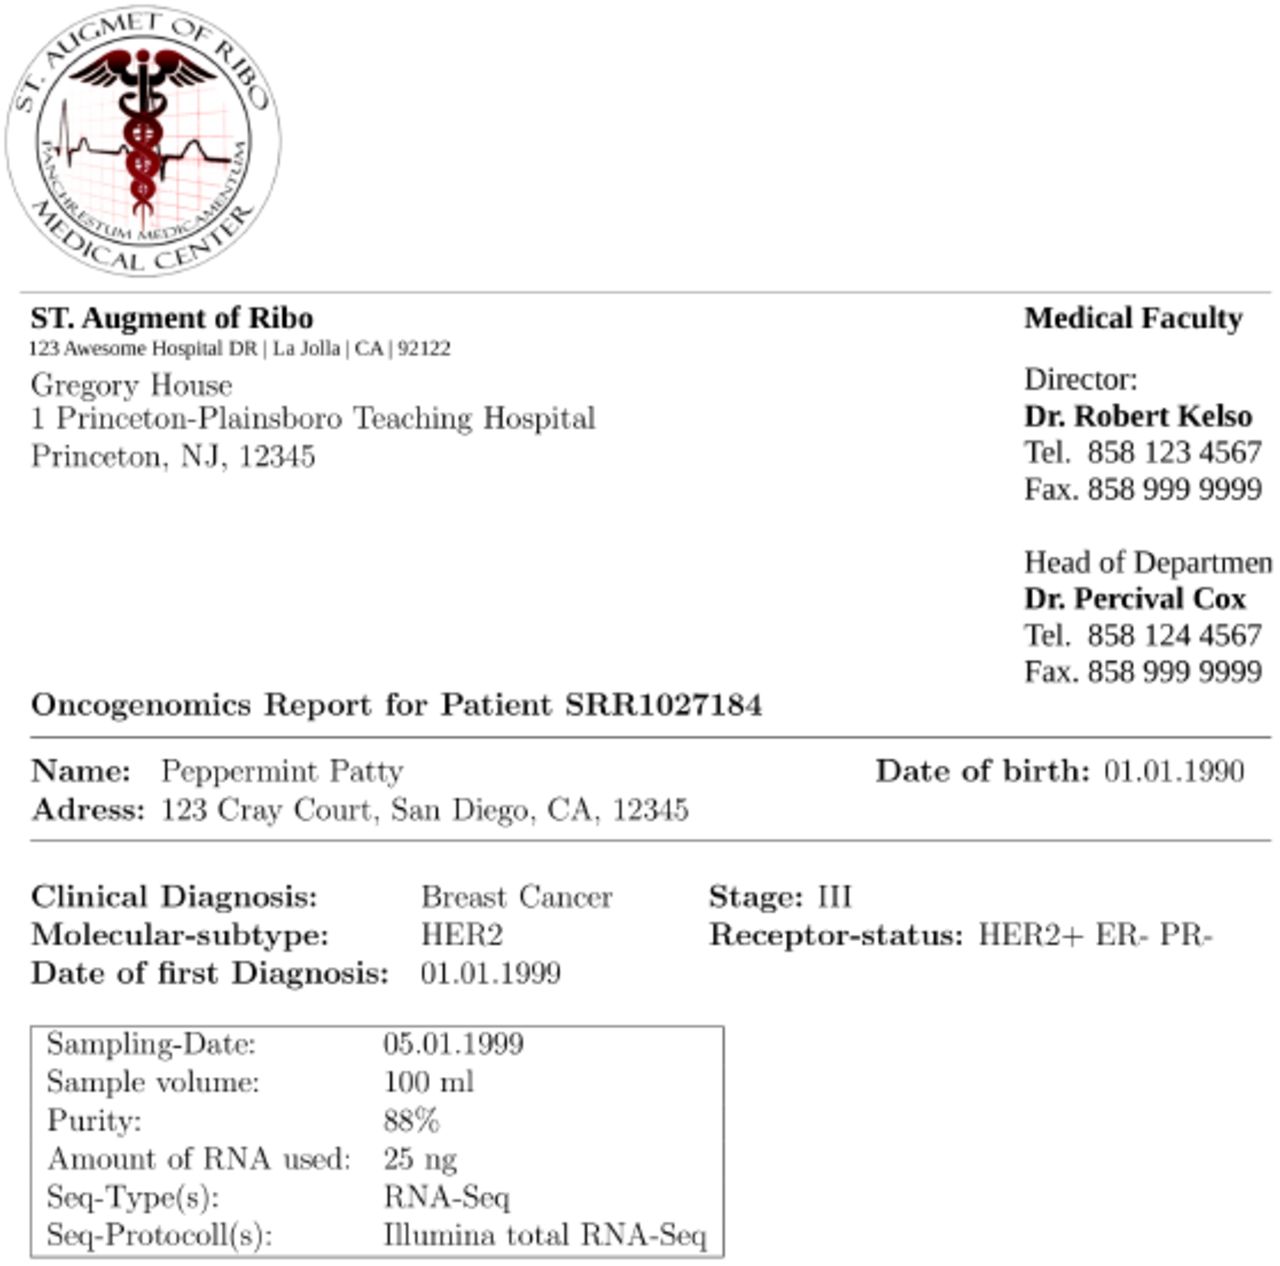 ST. AUGMET OF RIBO
PANCHRESTUM MEDICAMENTUM
MEDICAL CENTER
ST. Augment of Ribo
123 Awesome Hospital DR | La Jolla | CA | 92122
Gregory House
1 Princeton-Plainsboro Teaching Hospital
Princeton, NJ, 12345
Medical Faculty
Director:
Dr. Robert Kelso
Tel. 858 123 4567
Fax. 858 999 9999
Head of Departmen
Dr. Percival Cox
Tel. 858 124 4567
Fax. 858 999 9999
Oncogenomics Report for Patient SRR1027184
Name: Peppermint Patty Date of birth: 01.01.1990
Adress: 123 Cray Court, San Diego, CA, 12345
Clinical Diagnosis: Breast Cancer Stage: III
Molecular-subtype: HER2 Receptor-status: HER2+ ER- PR-
Date of first Diagnosis: 01.01.1999
Sampling-Date: 05.01.1999
Sample volume: 100 ml
Purity: 88%
Amount of RNA used: 25 ng
Seq-Type(s): RNA-Seq
Seq-Protocoll(s): Illumina total RNA-Seq